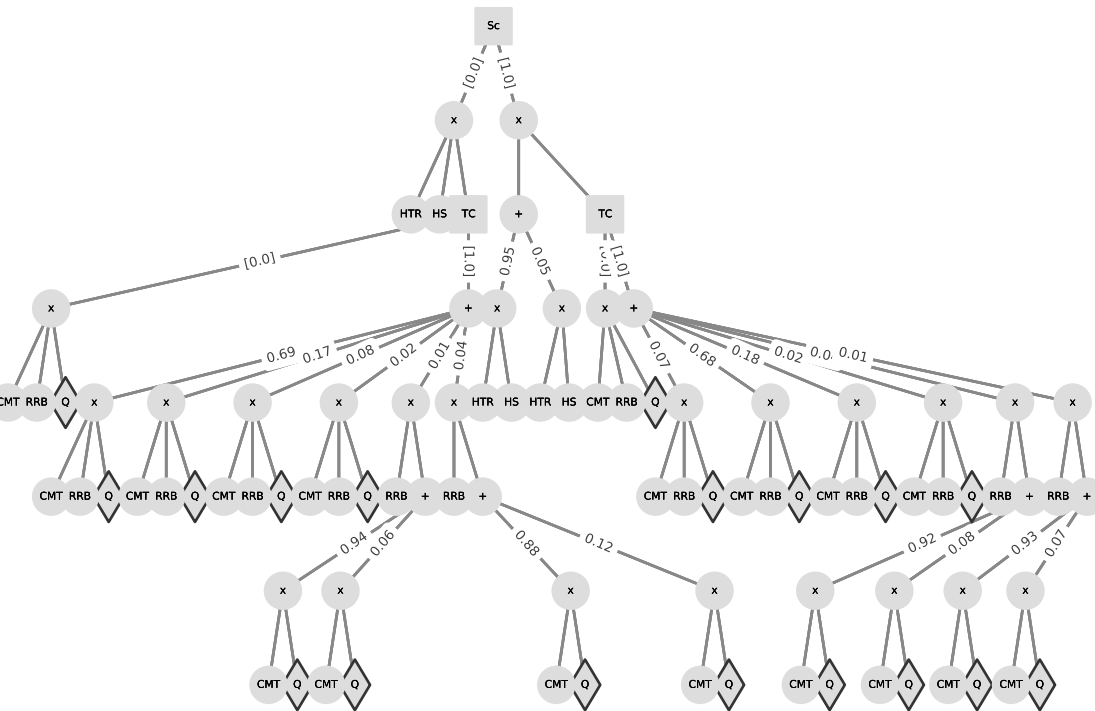 Sc
[0.0] [1.0]
x x
HTR HS TC + TC
[0.0] [1.0] 0.95 0.05 [0.0] [1.0]
x + x x x +
0.69 0.17 0.08 0.02 0.01 0.04 0.07 0.68 0.18 0.02 0.0 0.01
CMT RRB Q x x x x x x HTR HS HTR HS CMT RRB Q x x x x x x
CMT RRB Q CMT RRB Q CMT RRB Q CMT RRB Q RRB + RRB + CMT RRB Q CMT RRB Q CMT RRB Q CMT RRB Q RRB + RRB +
0.94 0.06 0.88 0.12 0.92 0.08 0.93 0.07
x x x x x x x x
CMT Q CMT Q CMT Q CMT Q CMT Q CMT Q CMT Q CMT Q